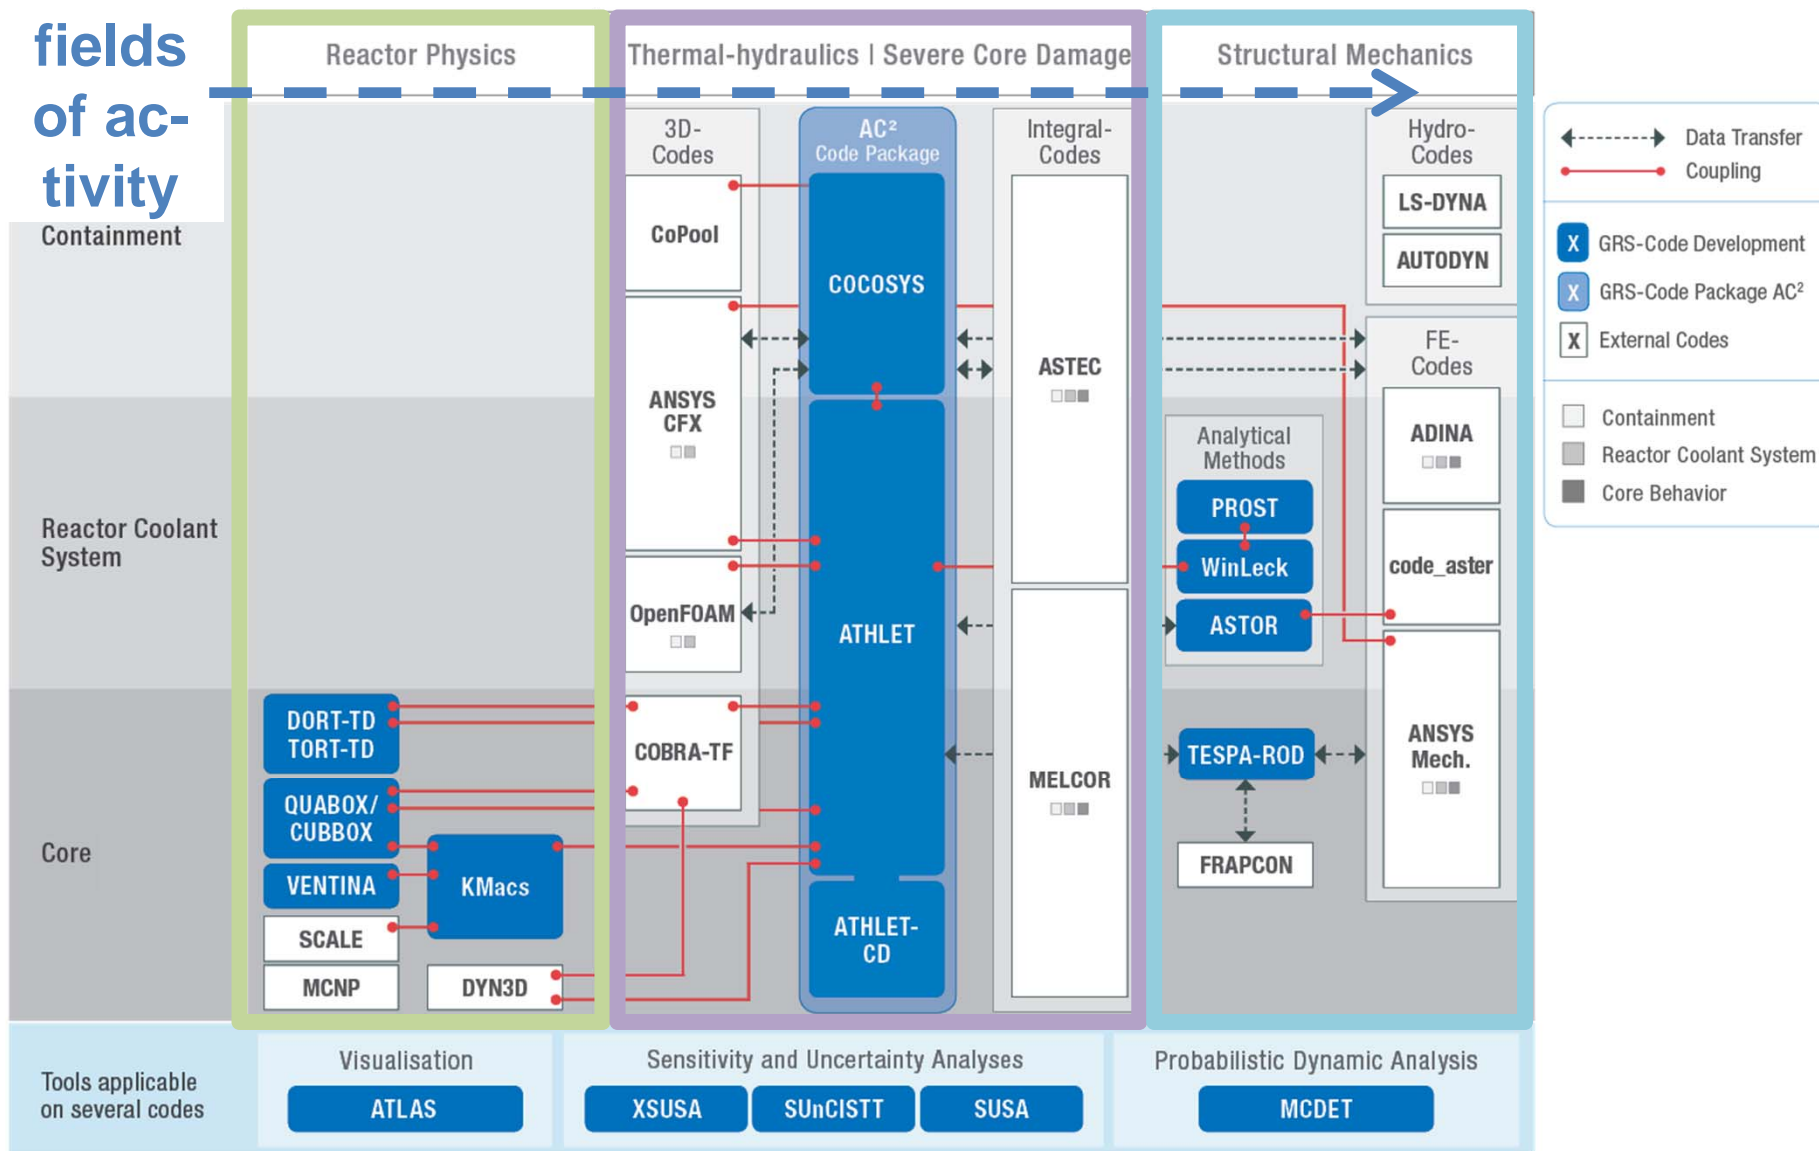 fields
of ac-
tivity
Reactor Physics
Thermal-hydraulics | Severe Core Damage
Structural Mechanics
Containment
Reactor Coolant
System
Core
DORT-TD
TORT-TD
QUABOX/
CUBBOX
VENTINA
KMacs
SCALE
MCNP
DYN3D
3D-
Codes
CoPool
ANSYS
CFX
OpenFOAM
COBRA-TF
AC²
Code Package
COCOSYS
ATHLET
ATHLET-
CD
Integral-
Codes
ASTEC
MELCOR
Analytical
Methods
PROST
WinLeck
ASTOR
TESPA-ROD
FRAPCON
Hydro-
Codes
LS-DYNA
AUTODYN
FE-
Codes
ADINA
code_aster
ANSYS
Mech.
Data Transfer
Coupling
X GRS-Code Development
X GRS-Code Package AC²
X External Codes
Containment
Reactor Coolant System
Core Behavior
Tools applicable
on several codes
Visualisation
ATLAS
Sensitivity and Uncertainty Analyses
XSUSA
SUnCISTT
SUSA
Probabilistic Dynamic Analysis
MCDET